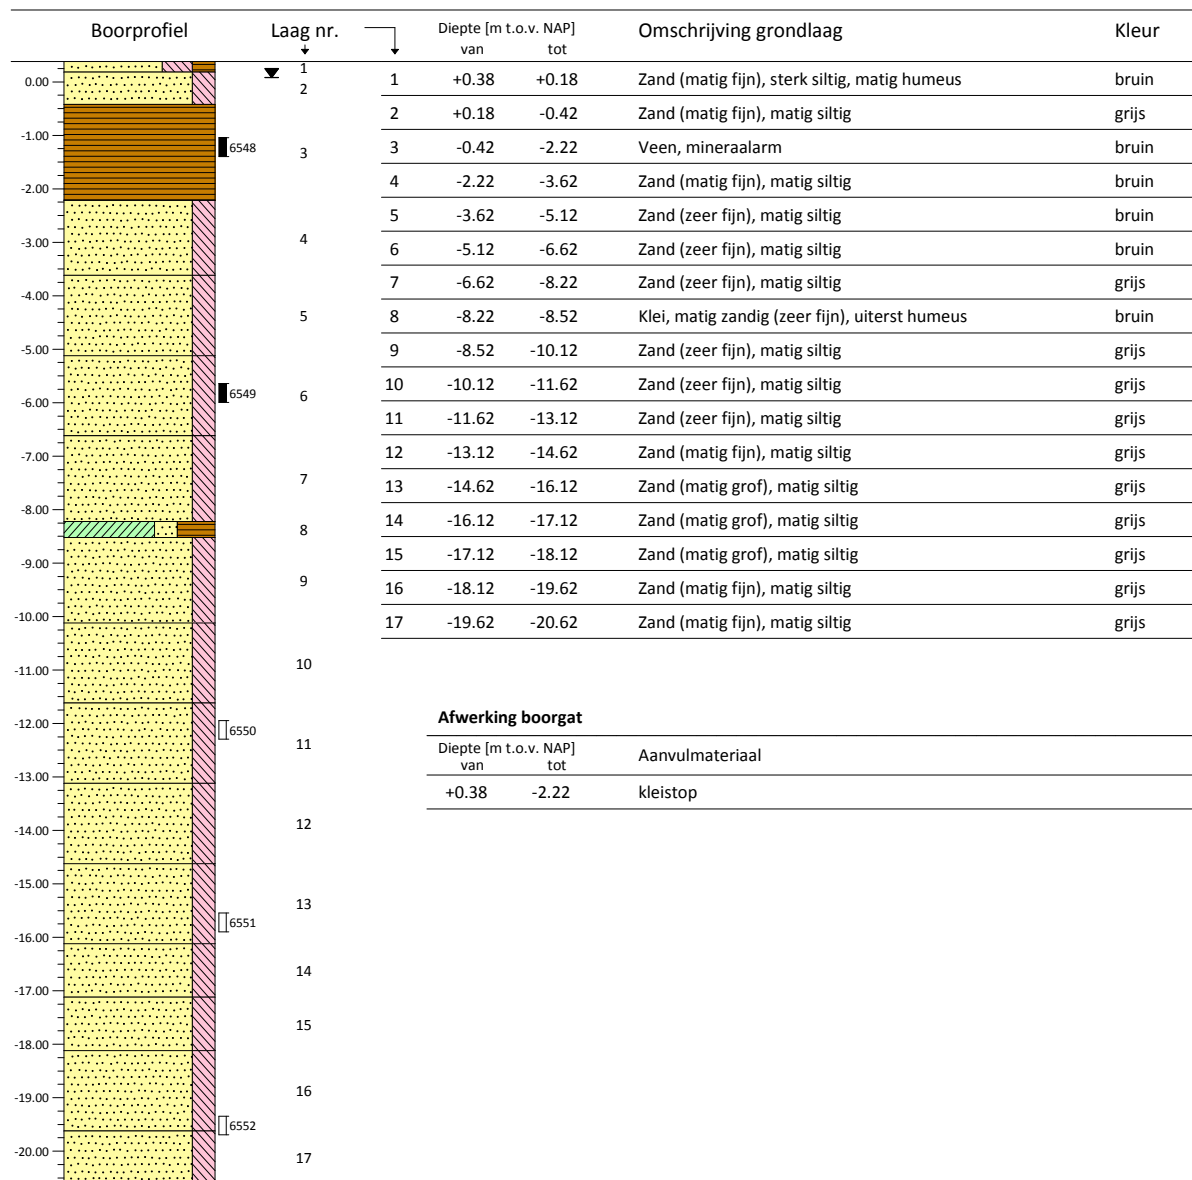 Boorprofiel Laag nr. Diepte [m t.o.v. NAP] Omschrijving grondlaag Kleur
van tot
1 +0.38 +0.18 Zand (matig fijn), sterk siltig, matig humeus bruin
2 +0.18 -0.42 Zand (matig fijn), matig siltig grijs
3 -0.42 -2.22 Veen, mineraalarm bruin
4 -2.22 -3.62 Zand (matig fijn), matig siltig bruin
5 -3.62 -5.12 Zand (zeer fijn), matig siltig bruin
6 -5.12 -6.62 Zand (zeer fijn), matig siltig bruin
7 -6.62 -8.22 Zand (zeer fijn), matig siltig grijs
8 -8.22 -8.52 Klei, matig zandig (zeer fijn), uiterst humeus bruin
9 -8.52 -10.12 Zand (zeer fijn), matig siltig grijs
10 -10.12 -11.62 Zand (zeer fijn), matig siltig grijs
11 -11.62 -13.12 Zand (zeer fijn), matig siltig grijs
12 -13.12 -14.62 Zand (matig fijn), matig siltig grijs
13 -14.62 -16.12 Zand (matig grof), matig siltig grijs
14 -16.12 -17.12 Zand (matig grof), matig siltig grijs
15 -17.12 -18.12 Zand (matig grof), matig siltig grijs
16 -18.12 -19.62 Zand (matig fijn), matig siltig grijs
17 -19.62 -20.62 Zand (matig fijn), matig siltig grijs
Afwerking boorgat
Diepte [m t.o.v. NAP] Aanvulmateriaal
van tot
+0.38 -2.22 kleistop
1
0.00 2
-1.00
6548 3
-2.00
-3.00 4
-4.00
5
-5.00
6549 6
-6.00
-7.00
7
-8.00
8
-9.00
9
-10.00
10
-11.00
-12.00 6550
11
-13.00
12
-14.00
-15.00
13
6551
-16.00
14
-17.00
15
-18.00
16
-19.00
6552
-20.00
17